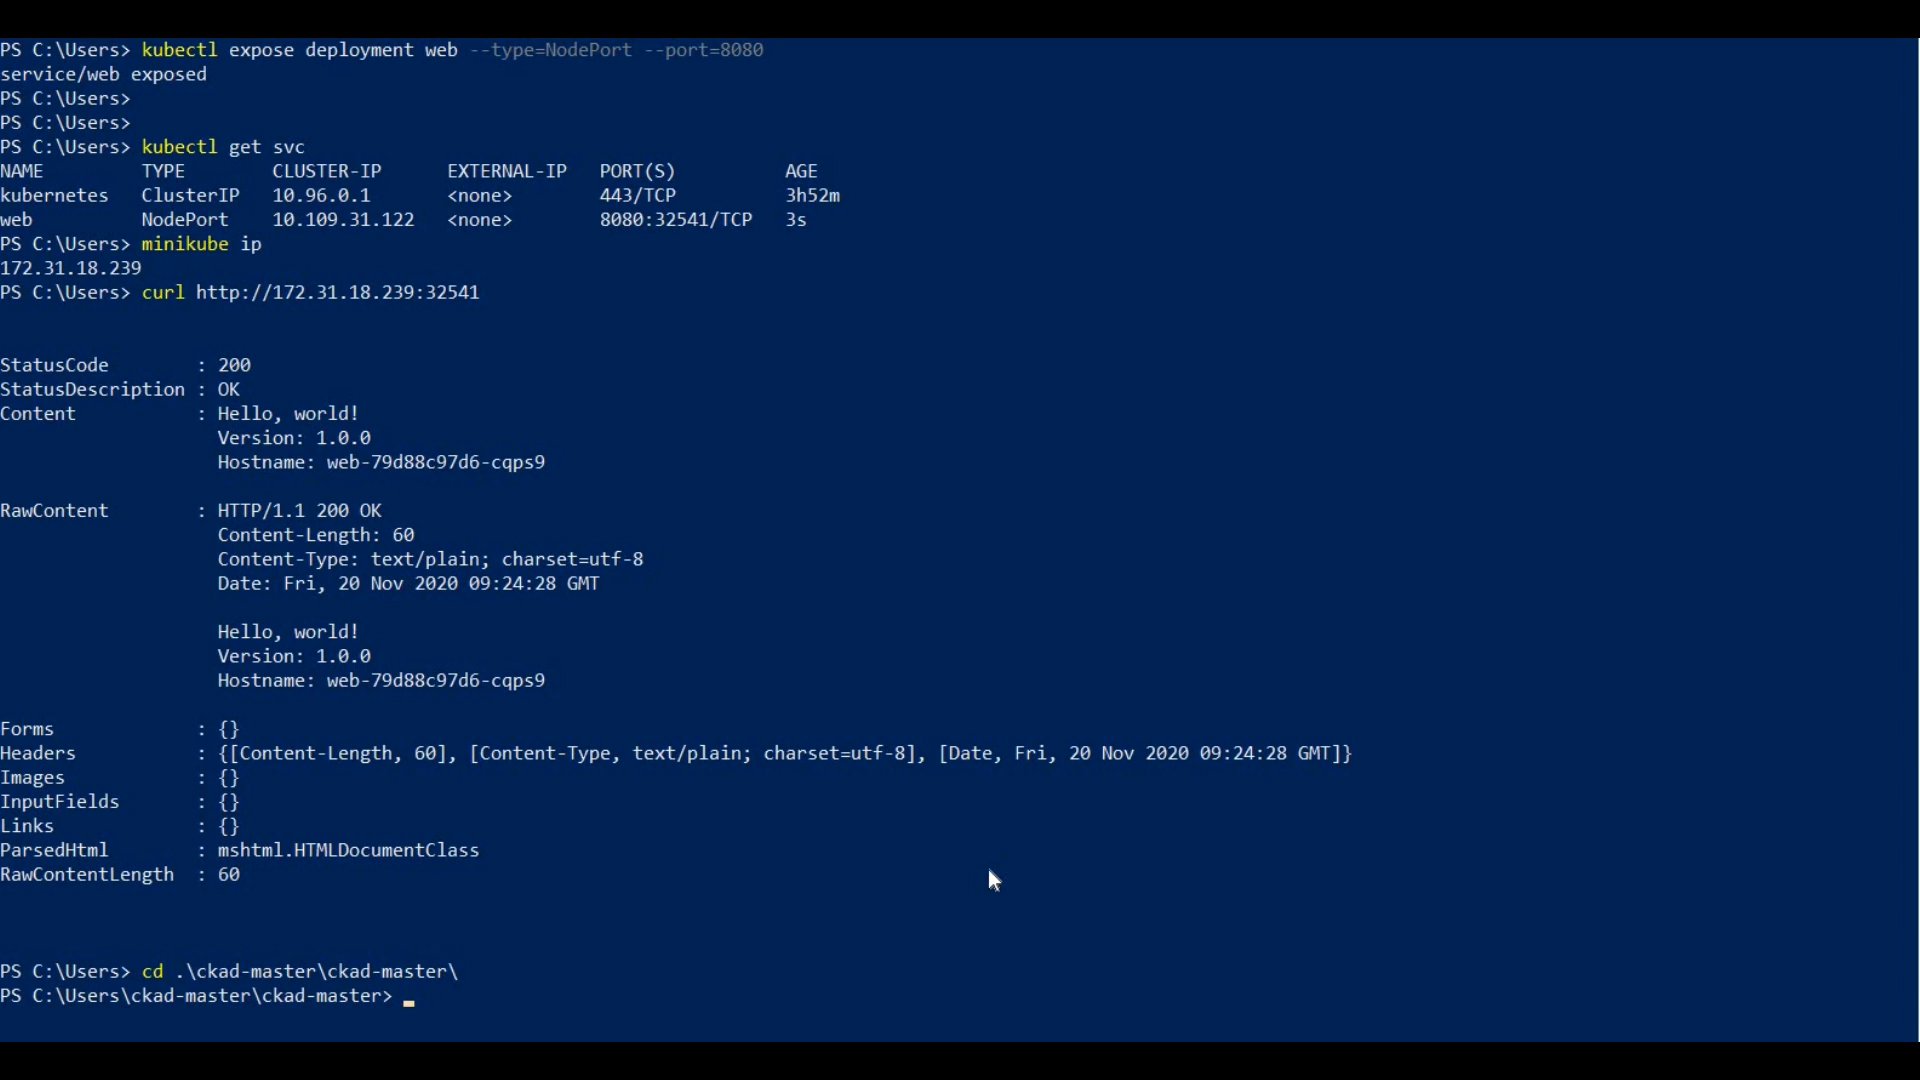 PS C:\Users> kubectl expose deployment web --type=NodePort --port=8080
service/web exposed
PS C:\Users>
PS C:\Users>
PS C:\Users> kubectl get svc
NAME         TYPE        CLUSTER-IP      EXTERNAL-IP   PORT(S)          AGE
kubernetes   ClusterIP   10.96.0.1       <none>        443/TCP          3h52m
web          NodePort    10.109.31.122   <none>        8080:32541/TCP   3s
PS C:\Users> minikube ip
172.31.18.239
PS C:\Users> curl http://172.31.18.239:32541
StatusCode        : 200
StatusDescription : OK
Content           : Hello, world!
                    Version: 1.0.0
                    Hostname: web-79d88c97d6-cqps9
RawContent        : HTTP/1.1 200 OK
                    Content-Length: 60
                    Content-Type: text/plain; charset=utf-8
                    Date: Fri, 20 Nov 2020 09:24:28 GMT
                    Hello, world!
                    Version: 1.0.0
                    Hostname: web-79d88c97d6-cqps9
Forms             : {}
Headers           : {[Content-Length, 60], [Content-Type, text/plain; charset=utf-8], [Date, Fri, 20 Nov 2020 09:24:28 GMT]}
Images            : {}
InputFields       : {}
Links             : {}
ParsedHtml        : mshtml.HTMLDocumentClass
RawContentLength  : 60
PS C:\Users> cd .\ckad-master\ckad-master\
PS C:\Users\ckad-master\ckad-master>